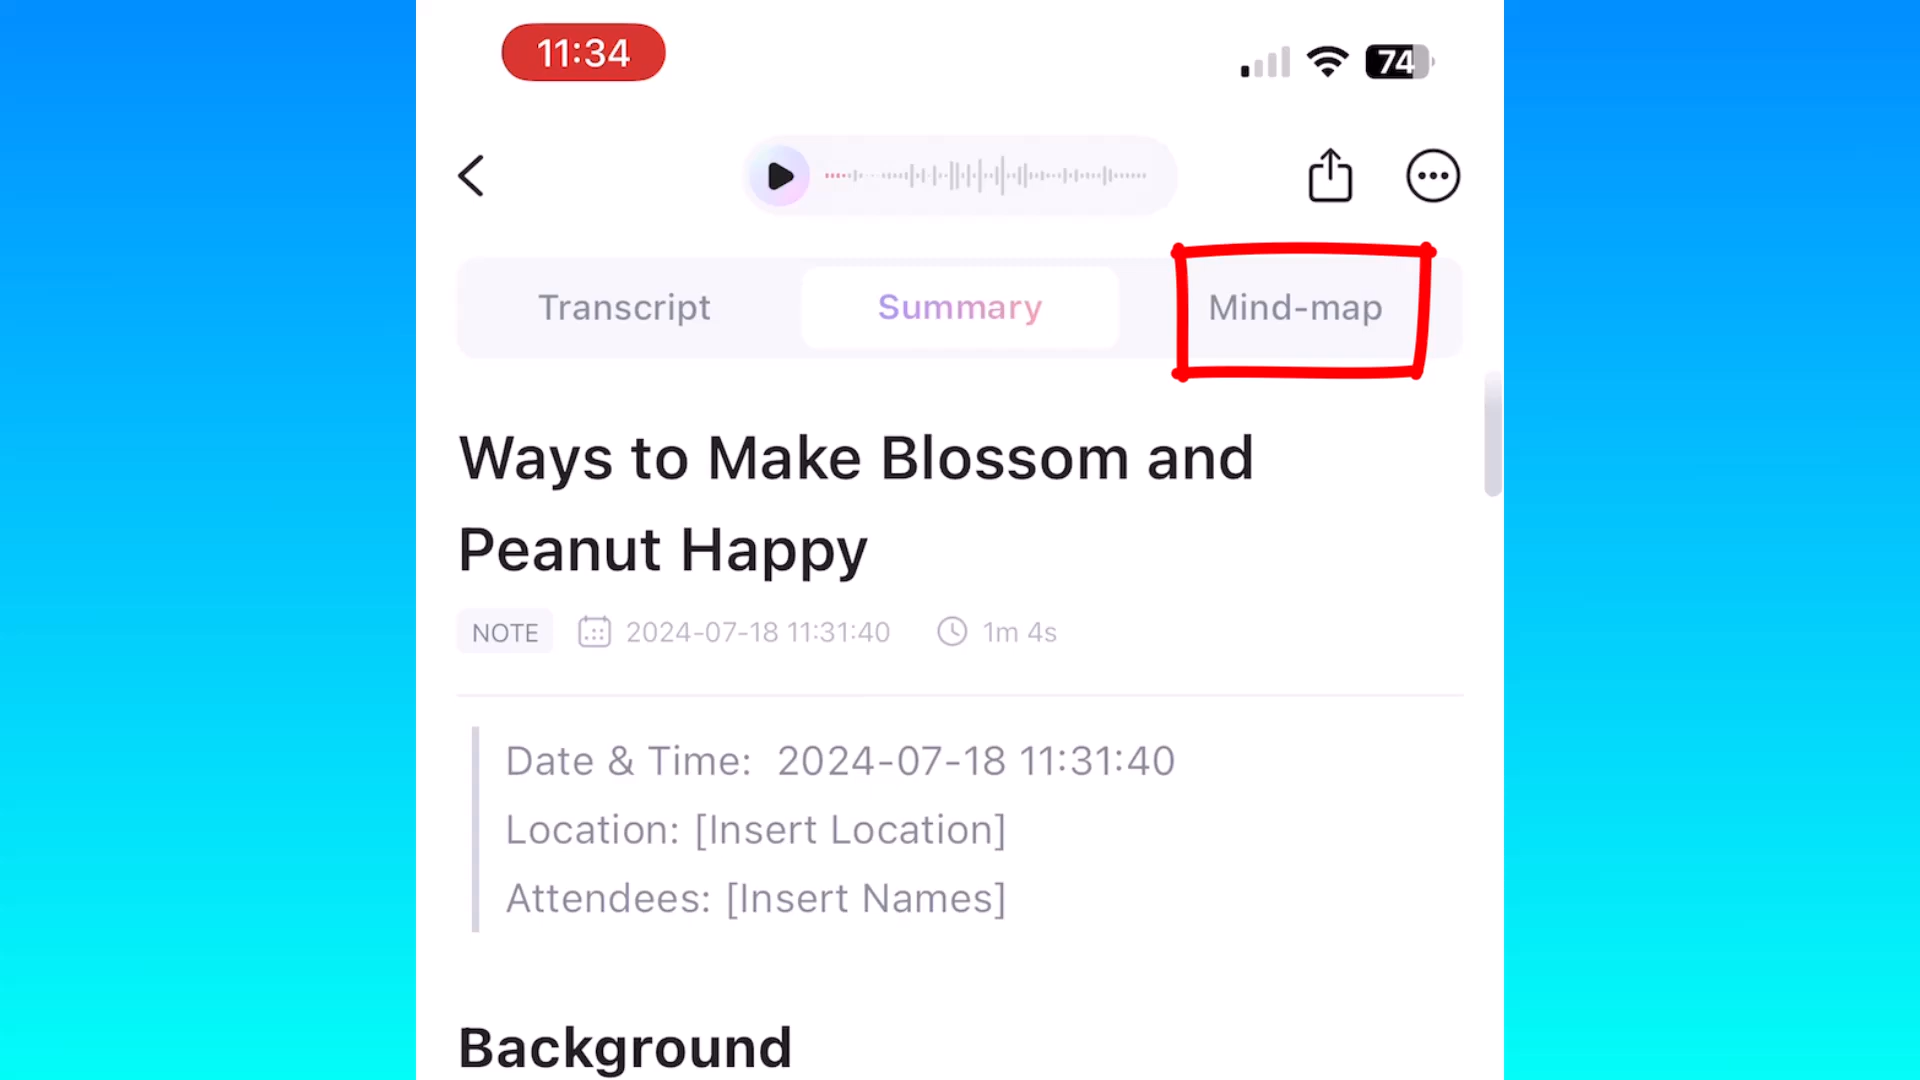 11:34
74
Transcript
Summary
Mind-map
Ways to Make Blossom and
Peanut Happy
NOTE
2024-07-18 11:31:40
1m 4s
Date & Time: 2024-07-18 11:31:40
Location: [Insert Location]
Attendees: [Insert Names]
Background